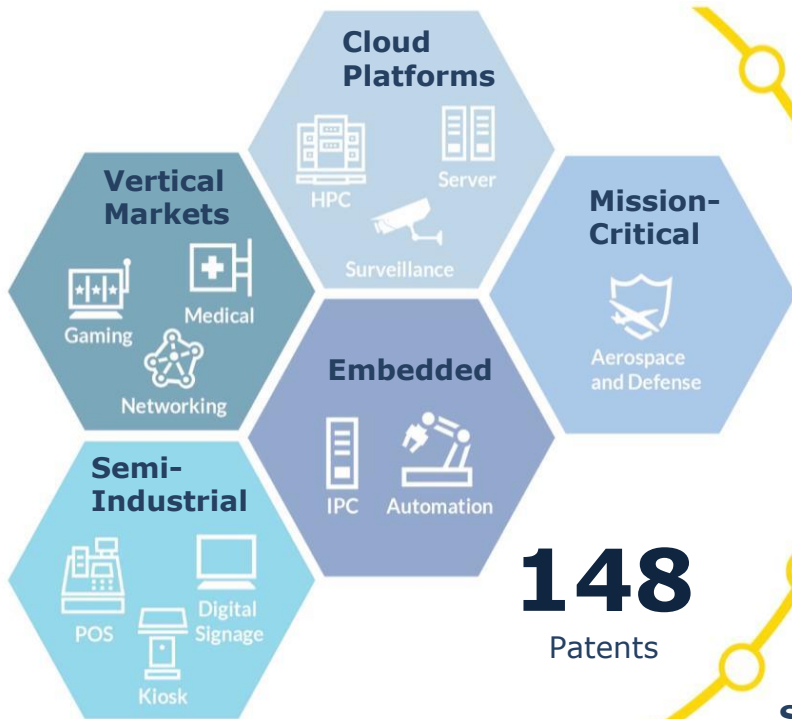 Cloud
Platforms
HPC
Server
Surveillance
Vertical
Markets
Gaming
Medical
Networking
Mission-
Critical
Aerospace
and Defense
Embedded
IPC
Automation
Semi-
Industrial
POS
Digital
Signage
Kiosk
148
Patents